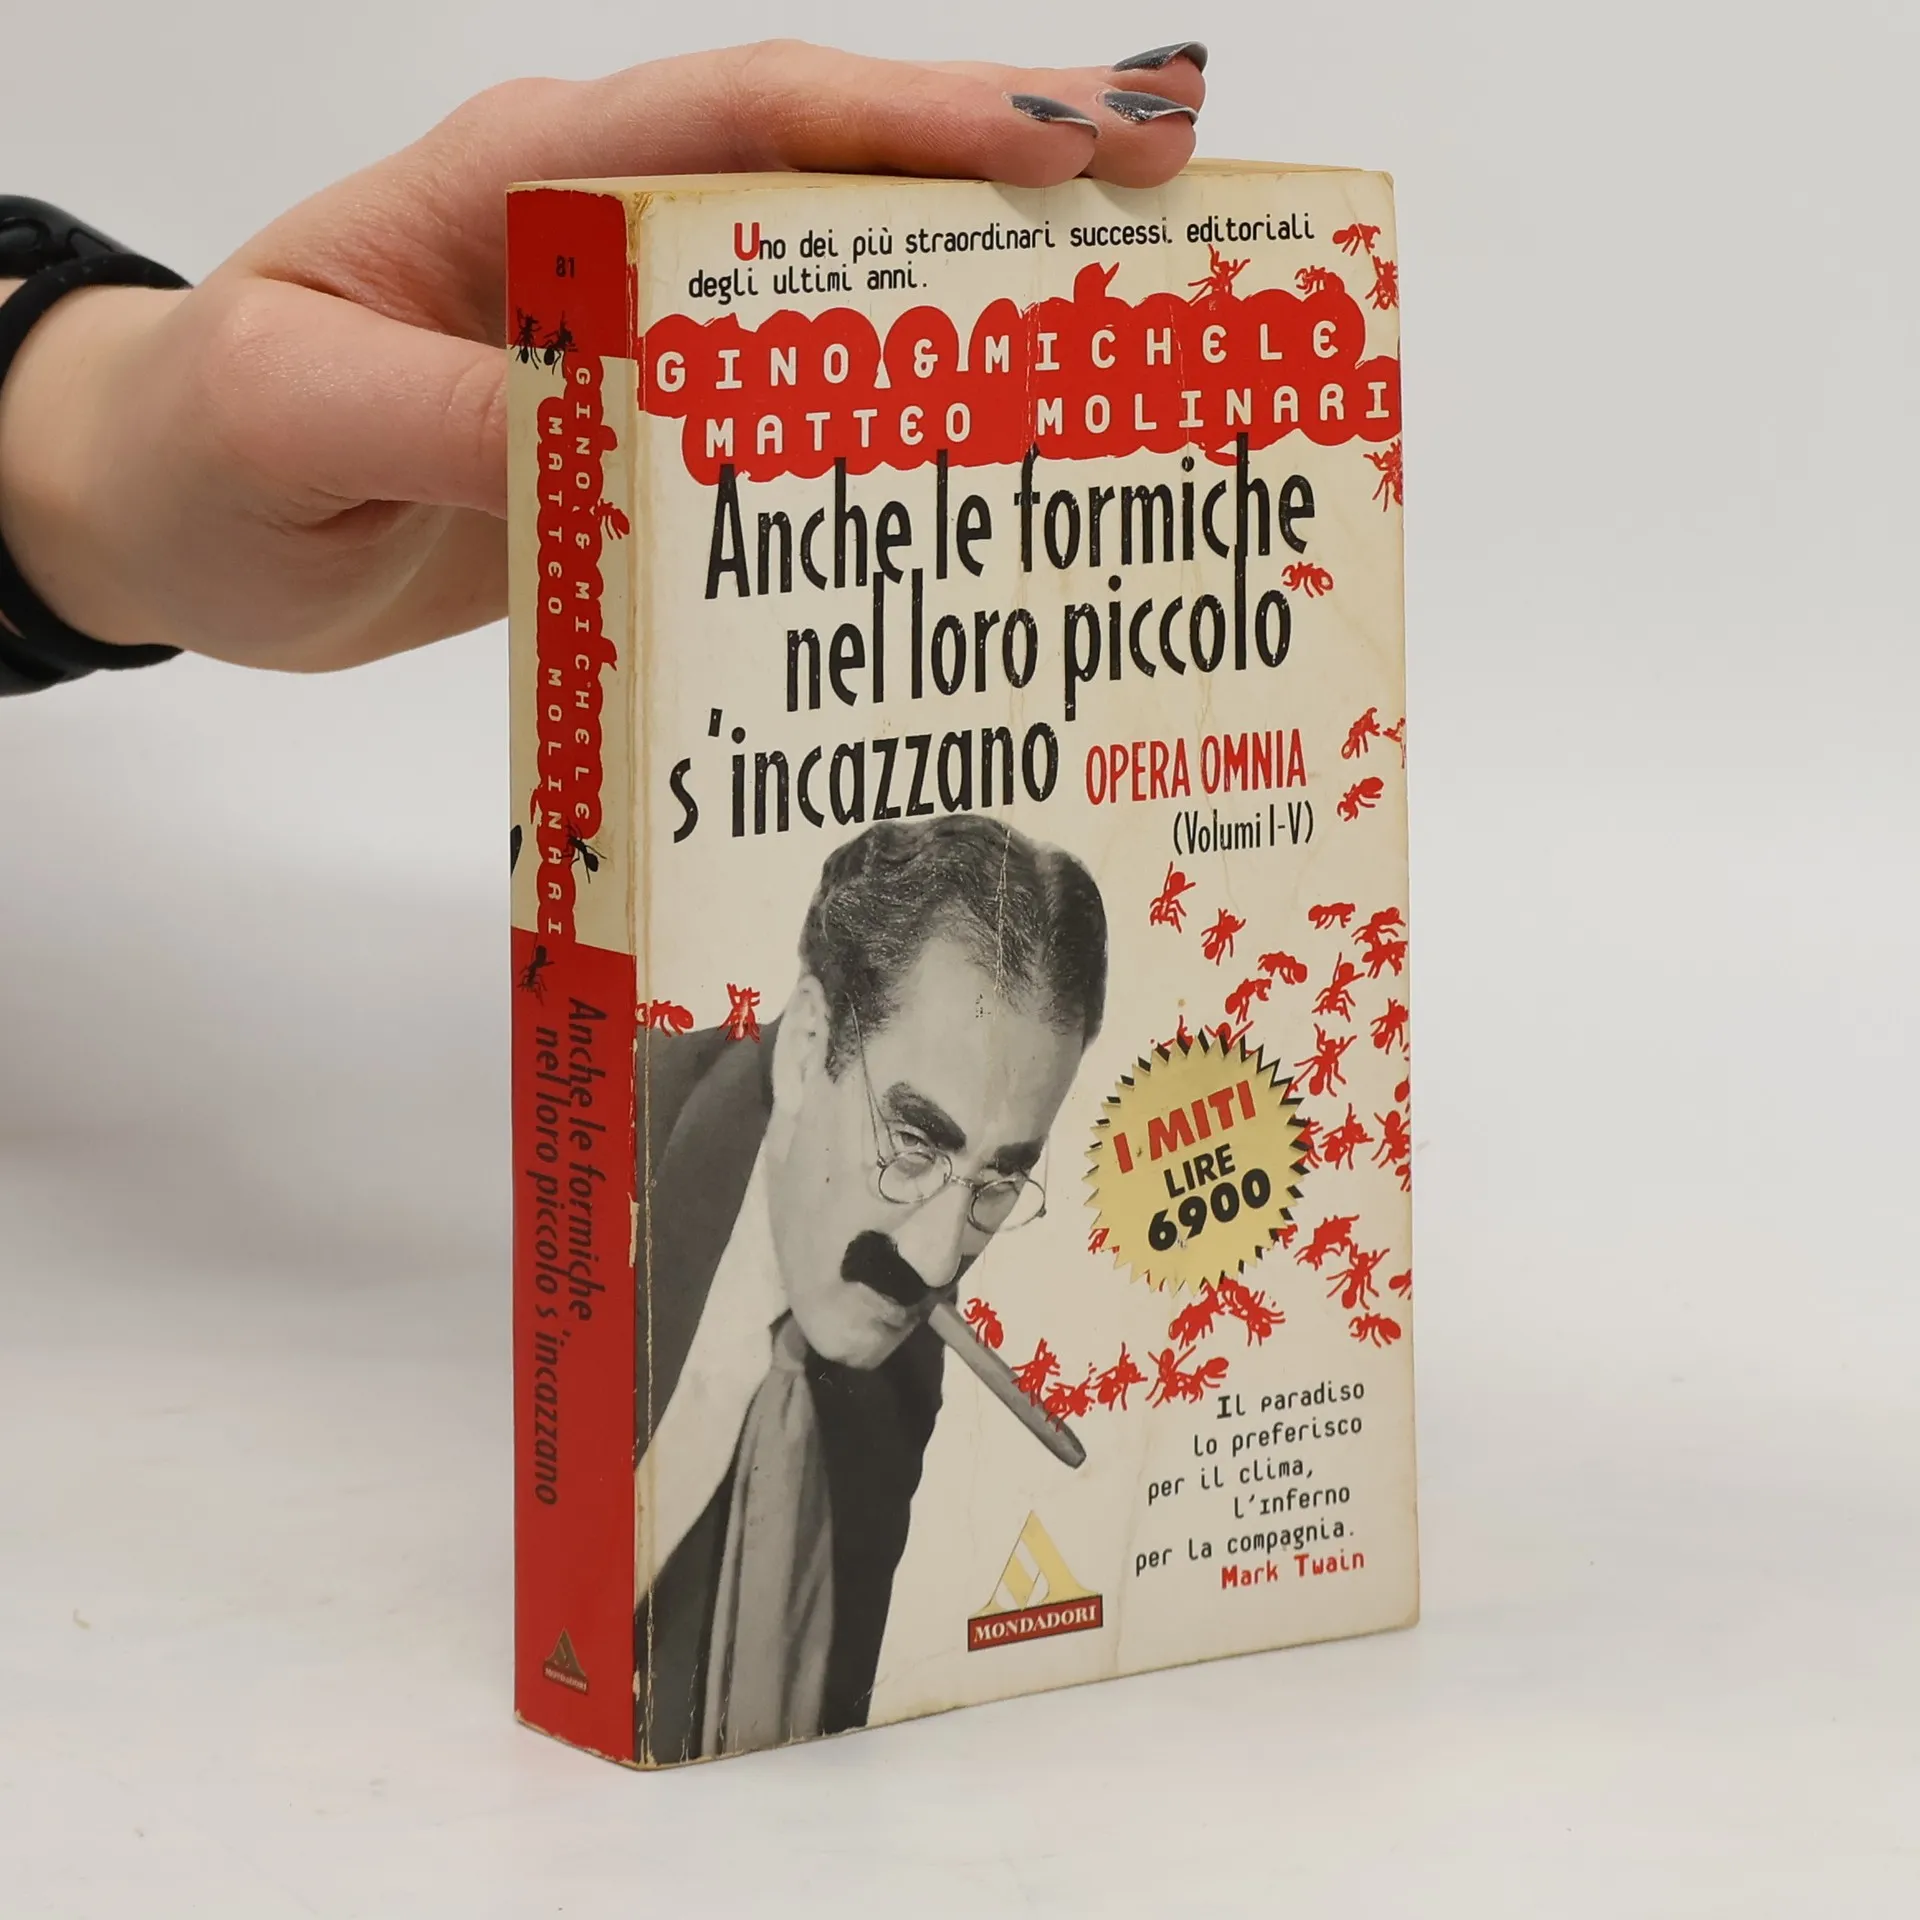 Uno dei più straordinari successi editoriali
degli ultimi anni.
GINO & MICHELE
MATTEO MOLINARI
Anche le formiche
nel loro piccolo
s'incazzano OPERA OMNIA
(Volumi I-V)
I MITI
LIRE
6900
Il paradiso
lo preferisco
per il clima,
l'inferno
per la compagnia.
Mark Twain
MONDADORI
81
GINO & MICHELE
MATTEO MOLINARI
Anche le formiche
nel loro piccolo s'incazzano
MONDADORI